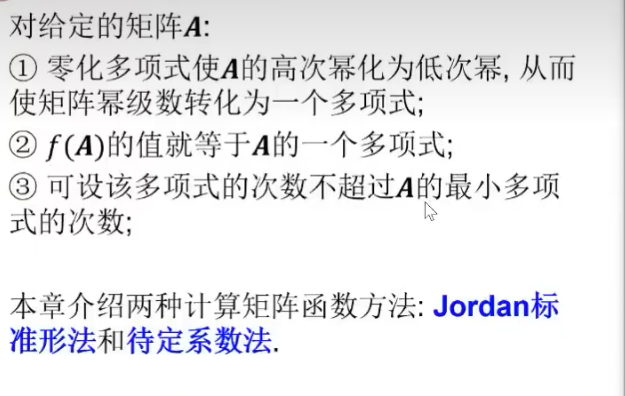 对给定的矩阵A:
① 零化多项式使A的高次幂化为低次幂, 从而
使矩阵幂级数转化为一个多项式;
② f(A)的值就等于A的一个多项式;
③ 可设该多项式的次数不超过A的最小多项
式的次数;
本章介绍两种计算矩阵函数方法: Jordan标
准形法和待定系数法.